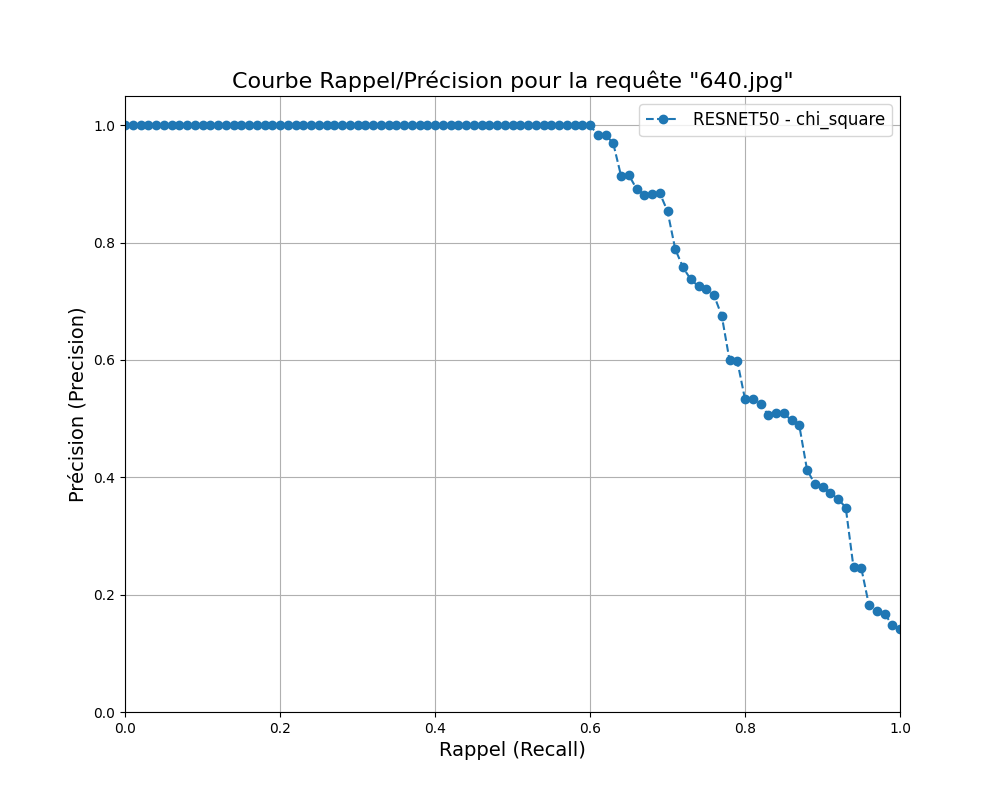 Courbe Rappel/Précision pour la requête "640.jpg"
RESNET50 - chi_square
1.0
0.8
0.6
0.4
0.2
0.0
Précision (Precision)
0.0 0.2 0.4 0.6 0.8 1.0
Rappel (Recall)